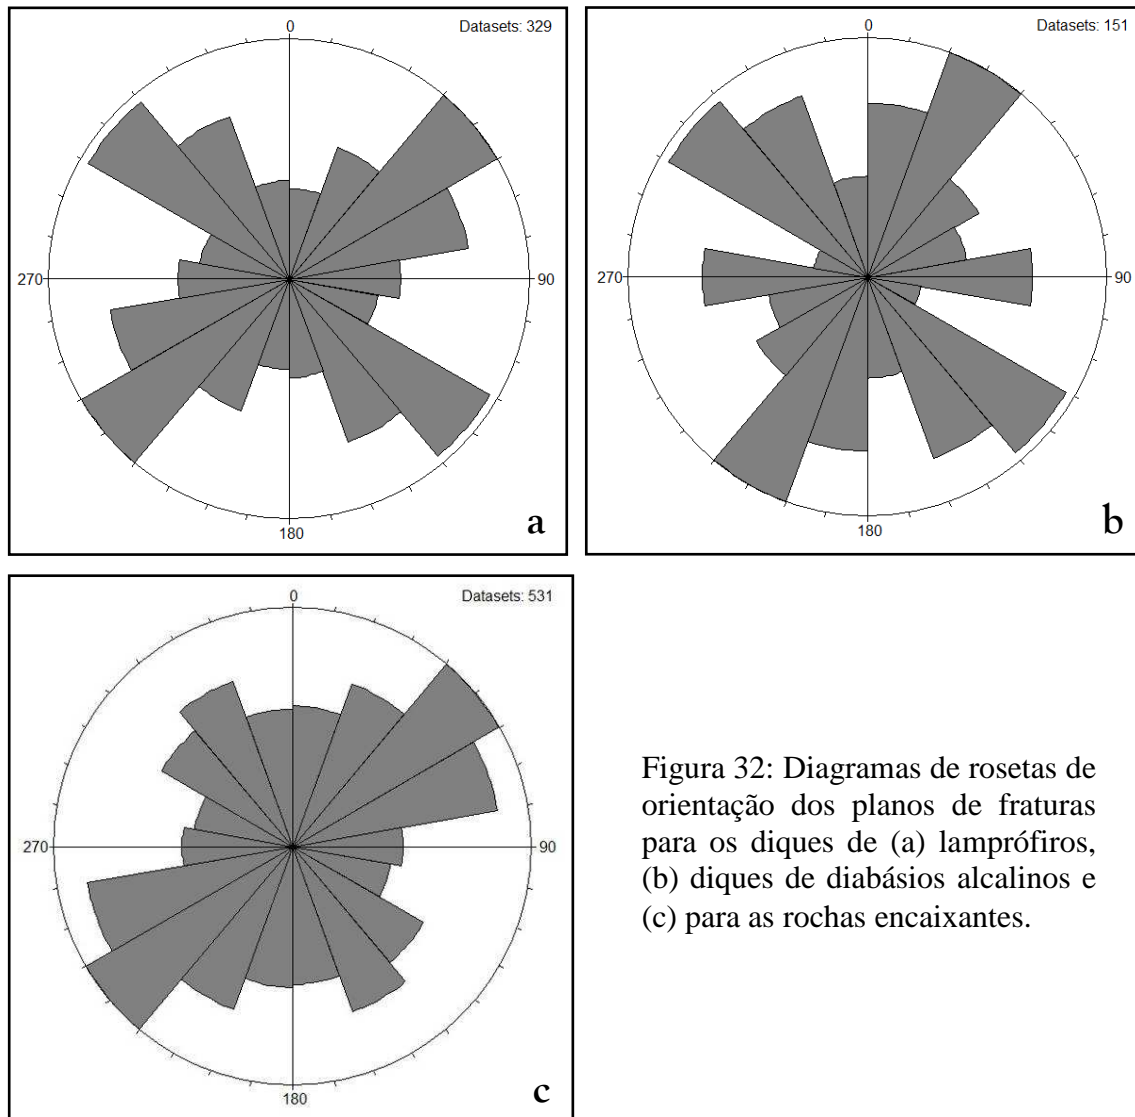 Datasets: 329
0
270
90
180
a
Datasets: 151
0
270
90
180
b
Datasets: 531
0
270
90
180
c
Figura 32: Diagramas de rosetas de
orientação dos planos de fraturas
para os diques de (a) lamprófiros,
(b) diques de diabásios alcalinos e
(c) para as rochas encaixantes.